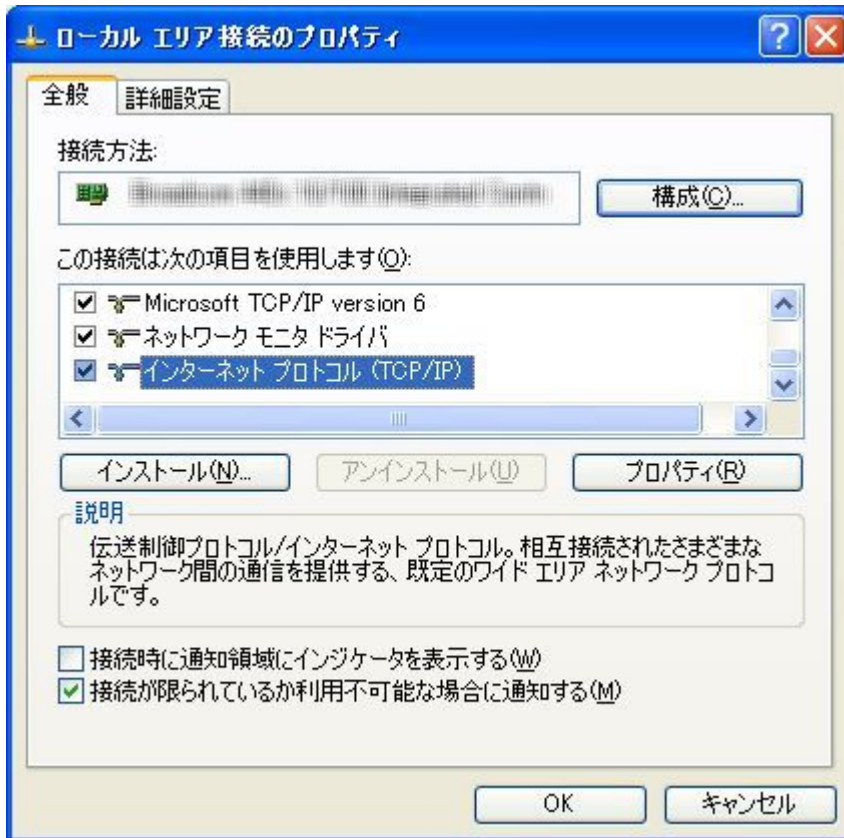 ローカル エリア接続のプロパティ
全般
詳細設定
接続方法:
構成(C)...
この接続は次の項目を使用します(O):
Microsoft TCP/IP version 6
ネットワーク モニタ ドライバ
インターネット プロトコル (TCP/IP)
インストール(N)...
アンインストール(U)
プロパティ(R)
説明
伝送制御プロトコル/インターネット プロトコル。相互接続されたさまざまな
ネットワーク間の通信を提供する、既定のワイド エリア ネットワーク プロトコ
ルです。
接続時に通知領域にインジケータを表示する(W)
接続が限られているか利用不可能な場合に通知する(M)
OK
キャンセル